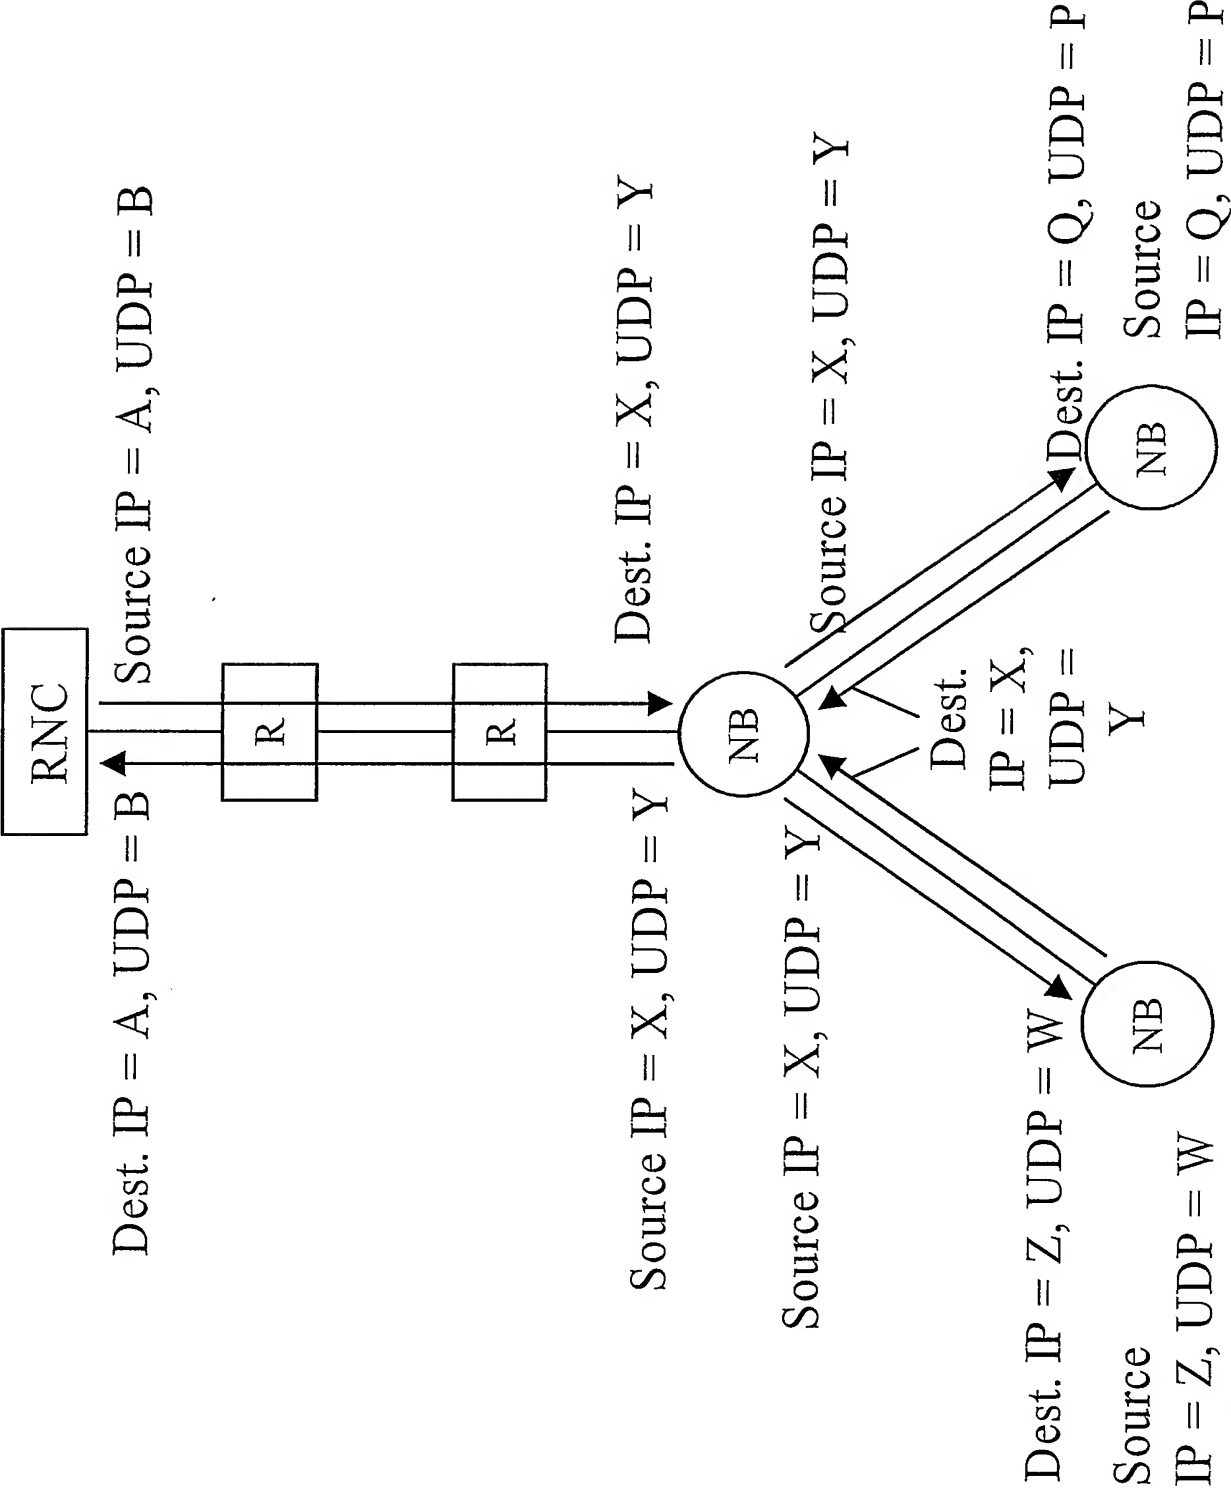 RNC
Dest. IP = A, UDP = B
Source IP = A, UDP = B
R
R
Source IP = X, UDP = Y
Dest. IP = X, UDP = Y
NB
Source IP = X, UDP = Y
Source IP = X, UDP = Y
Dest.
IP = X,
UDP =
Y
Dest. IP = Z, UDP = W
Dest. IP = Q, UDP = P
NB
NB
Source
IP = Z, UDP = W
Source
IP = Q, UDP = P